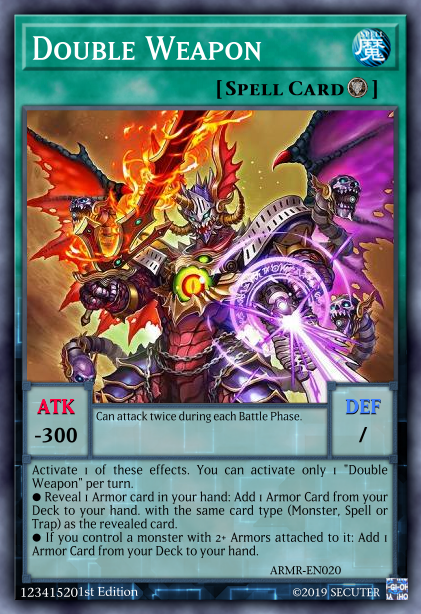 DOUBLE WEAPON
魔
[SPELL CARD ]
ATK
-300
Can attack twice during each Battle Phase.
DEF
/
Activate 1 of these effects. You can activate only 1 "Double
Weapon" per turn.
● Reveal 1 Armor card in your hand: Add 1 Armor Card from your
Deck to your hand. with the same card type (Monster, Spell or
Trap) as the revealed card.
● If you control a monster with 2+ Armors attached to it: Add 1
Armor Card from your Deck to your hand.
ARMR-EN020
123415201st Edition
©2019 SECUTER